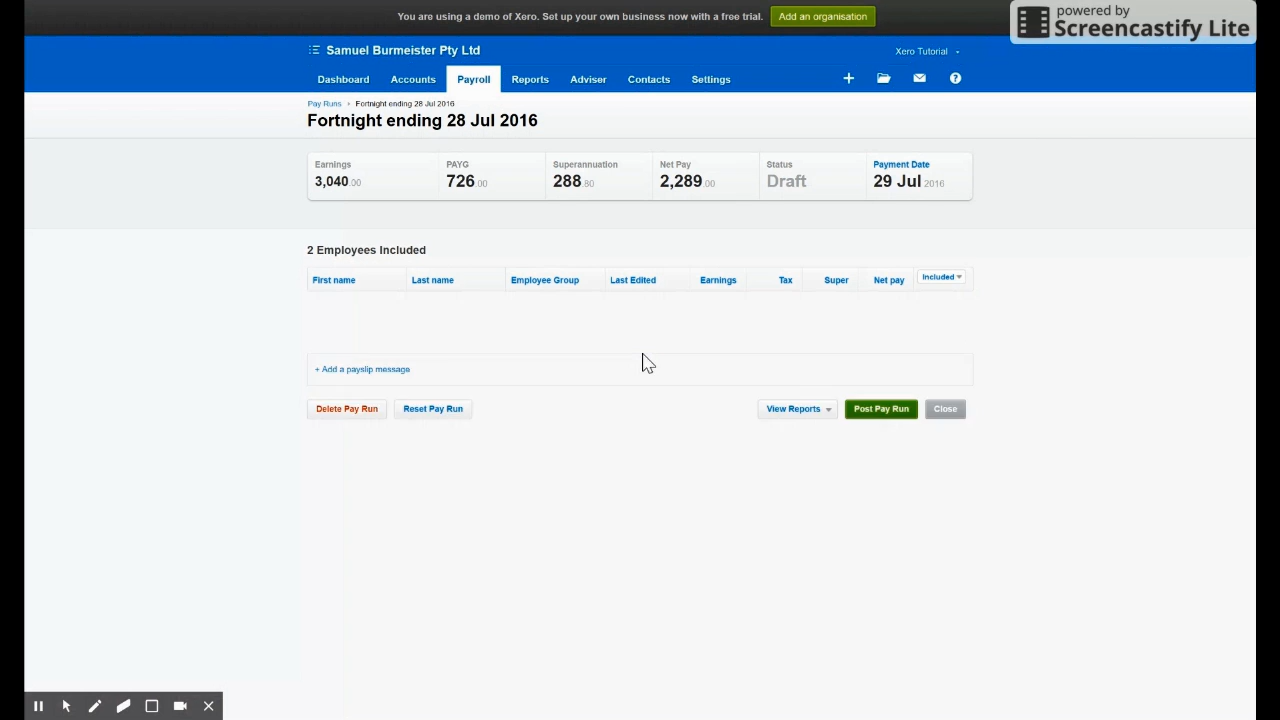 You are using a demo of Xero. Set up your own business now with a free trial. Add an organisation
powered by
Screencastify Lite
Samuel Burmeister Pty Ltd
Xero Tutorial
Dashboard Accounts Payroll Reports Adviser Contacts Settings
Pay Runs › Fortnight ending 28 Jul 2016
Fortnight ending 28 Jul 2016
Earnings PAYG Superannuation Net Pay Status Payment Date
3,040.00 726.00 288.80 2,289.00 Draft 29 Jul 2016
2 Employees Included
First name Last name Employee Group Last Edited Earnings Tax Super Net pay Included
+ Add a payslip message
Delete Pay Run Reset Pay Run View Reports Post Pay Run Close